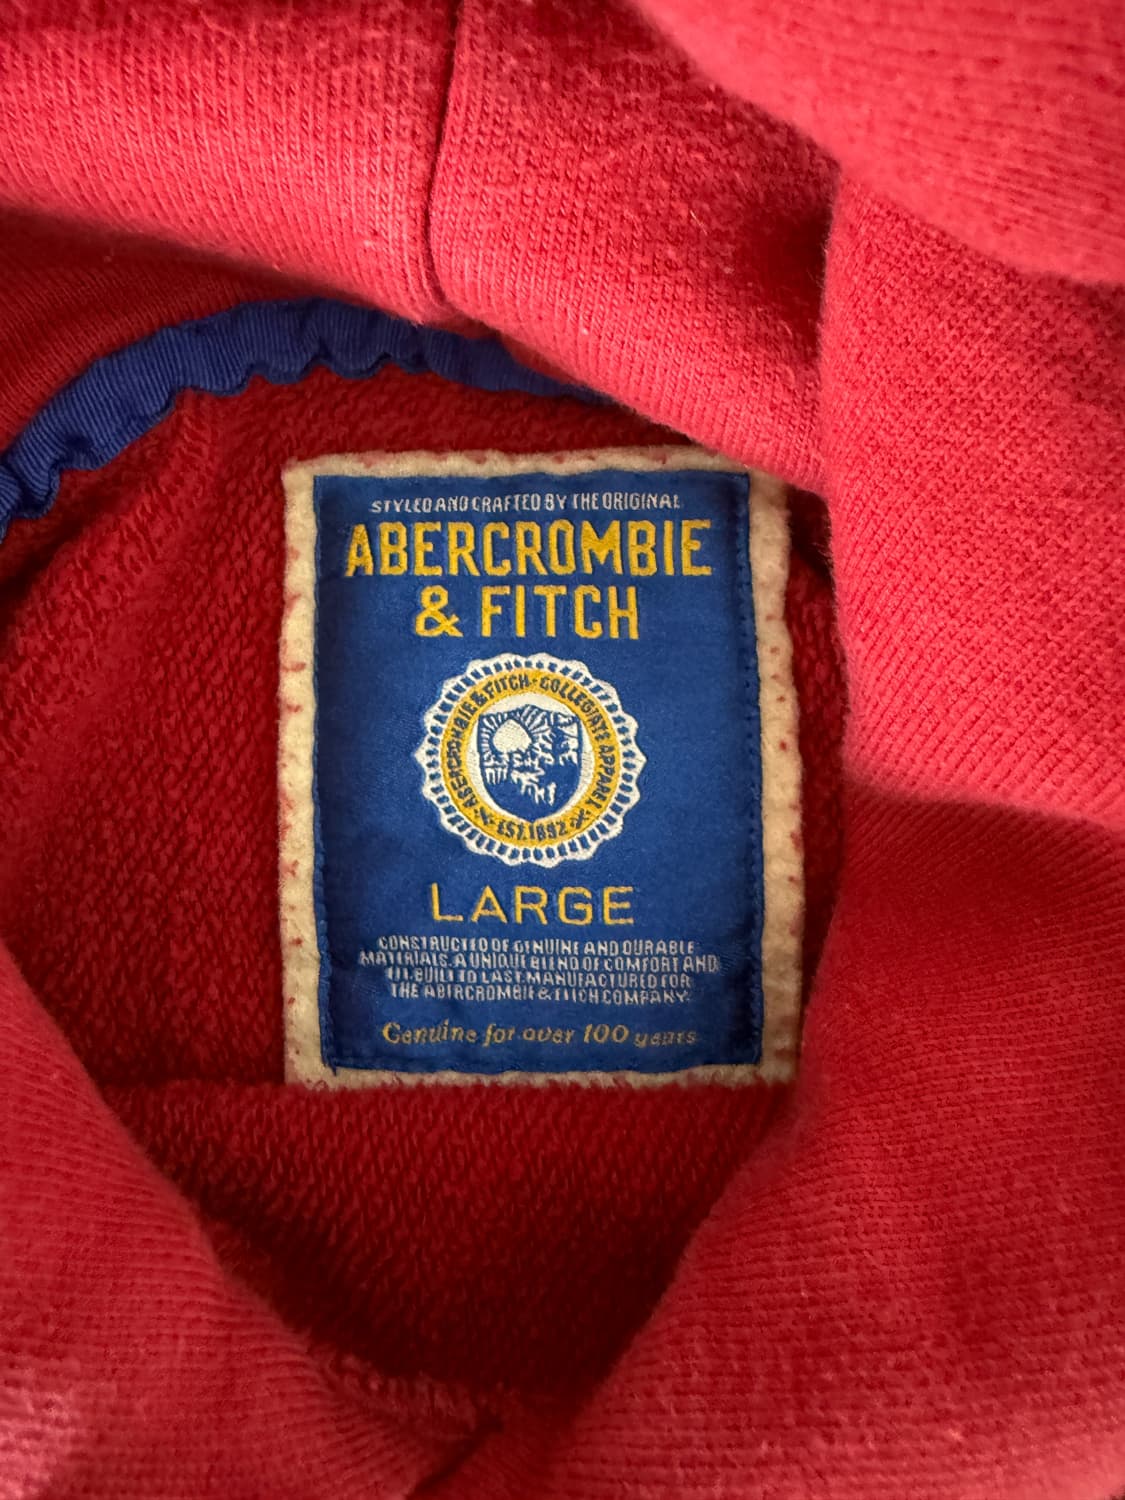 STYLED AND CRAFTED BY THE ORIGINAL
ABERCROMBIE
& FITCH
ABERCROMBIE & FITCH · COLLEGIATE APPAREL
EST. 1892
LARGE
CONSTRUCTED OF GENUINE AND DURABLE
MATERIALS. A UNIQUE BLEND OF COMFORT AND
FIT. BUILT TO LAST. MANUFACTURED FOR
THE ABERCROMBIE & FITCH COMPANY.
Genuine for over 100 years